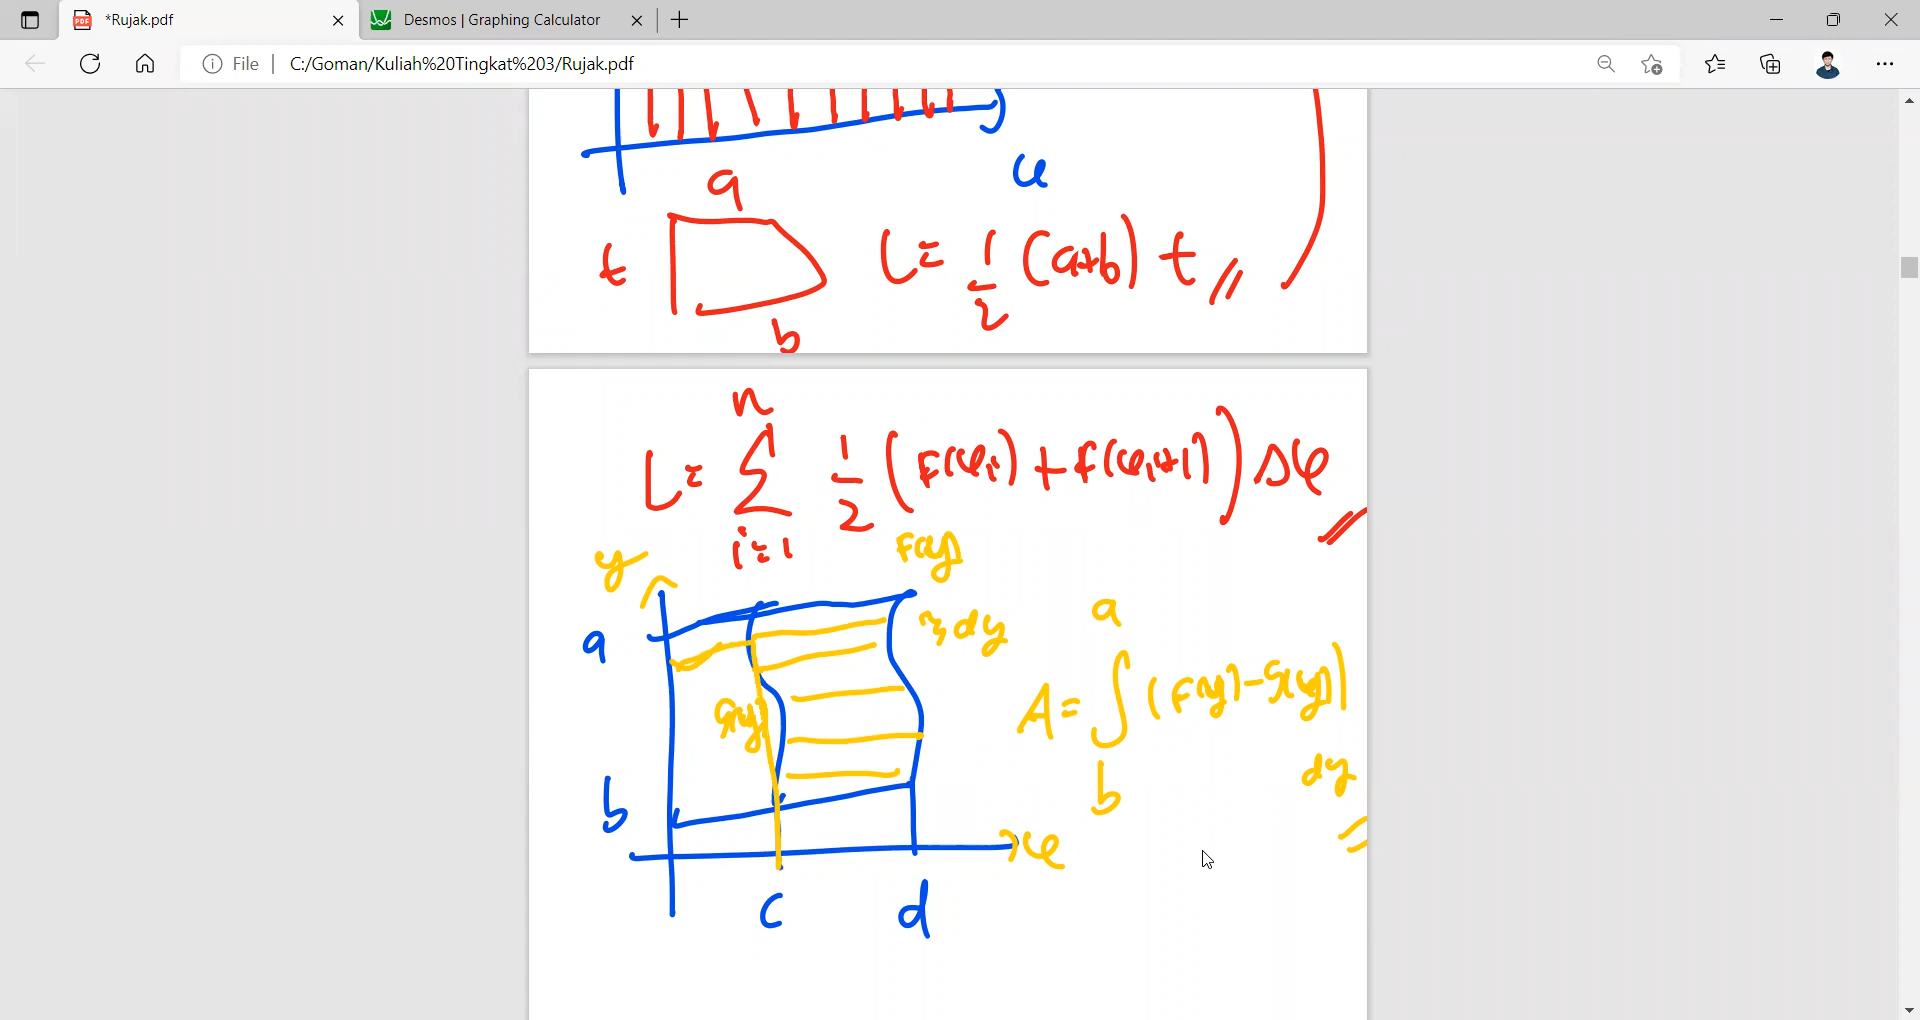 *Rujak.pdf
Desmos | Graphing Calculator
File
C:/Goman/Kuliah%20Tingkat%203/Rujak.pdf
x
a
t
L = 1/2 (a+b) t //
b
n
L = Σ 1/2 (f(xi) + f(xi+1)) Δx //
i=1
y
f(y)
a
} dy
g(y)
b
x
c
d
a
A = ∫ (f(y) - g(y))
dy
b